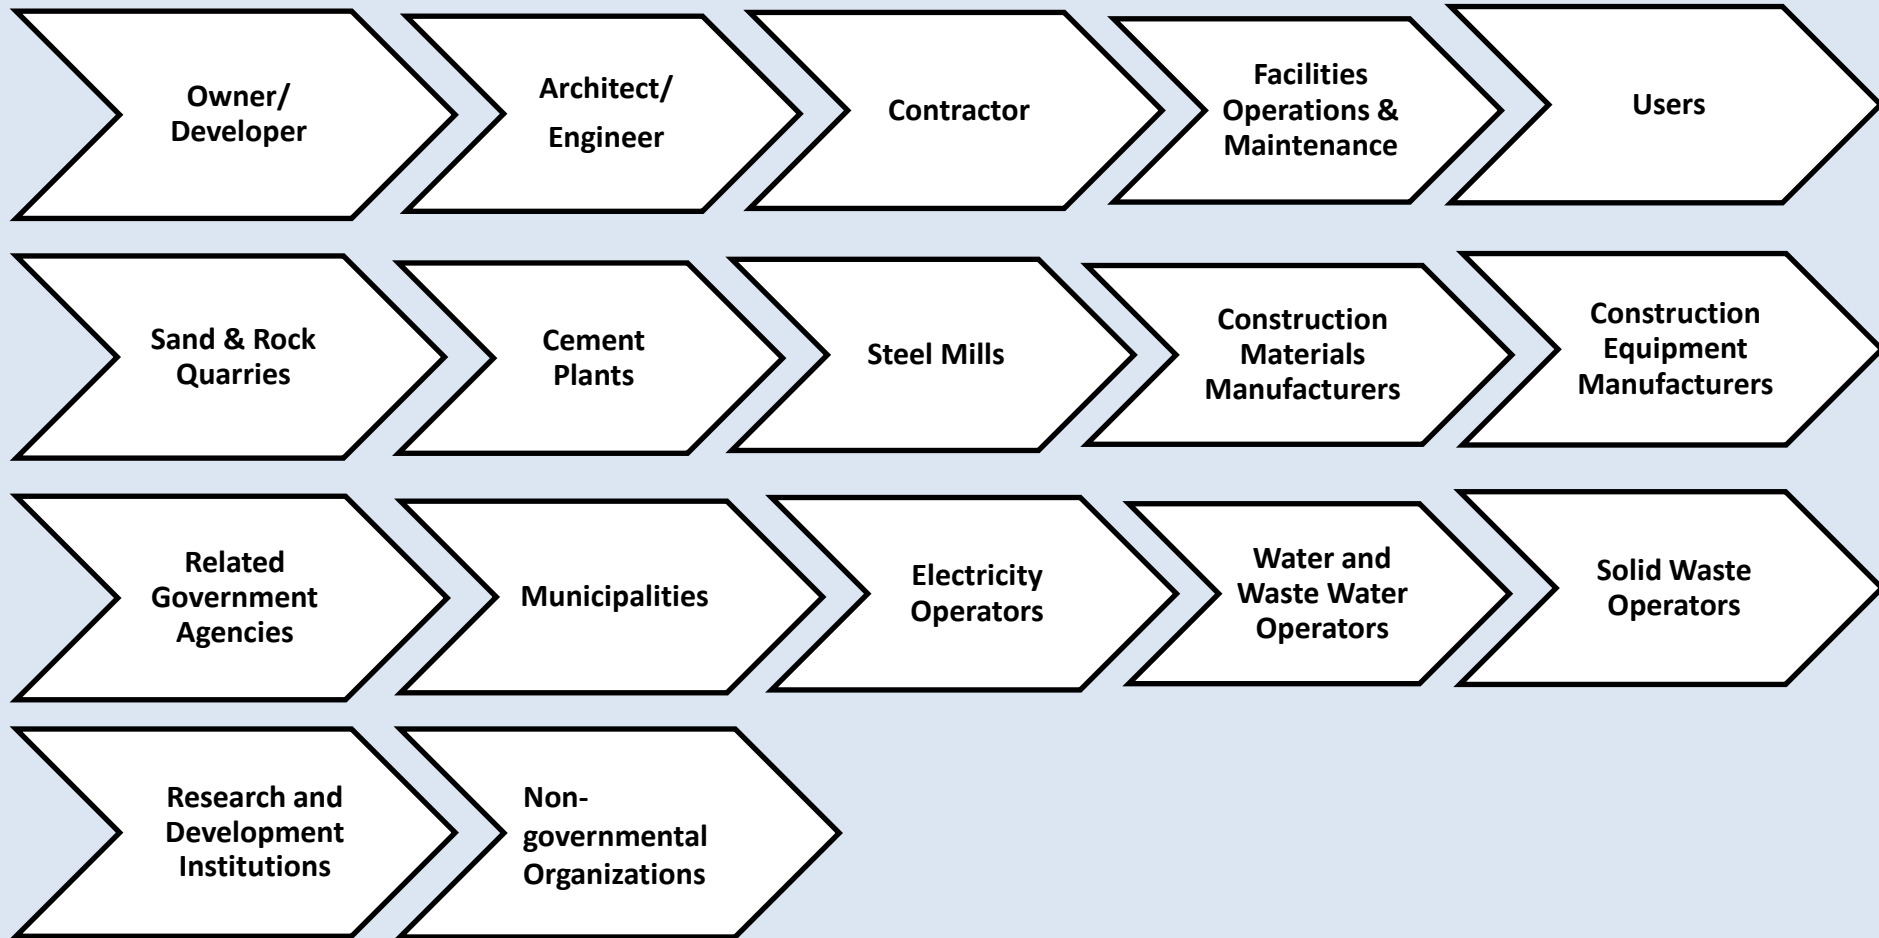 Owner/
Developer
Architect/
Engineer
Contractor
Facilities
Operations &
Maintenance
Users
Sand & Rock
Quarries
Cement
Plants
Steel Mills
Construction
Materials
Manufacturers
Construction
Equipment
Manufacturers
Related
Government
Agencies
Municipalities
Electricity
Operators
Water and
Waste Water
Operators
Solid Waste
Operators
Research and
Development
Institutions
Non-
governmental
Organizations